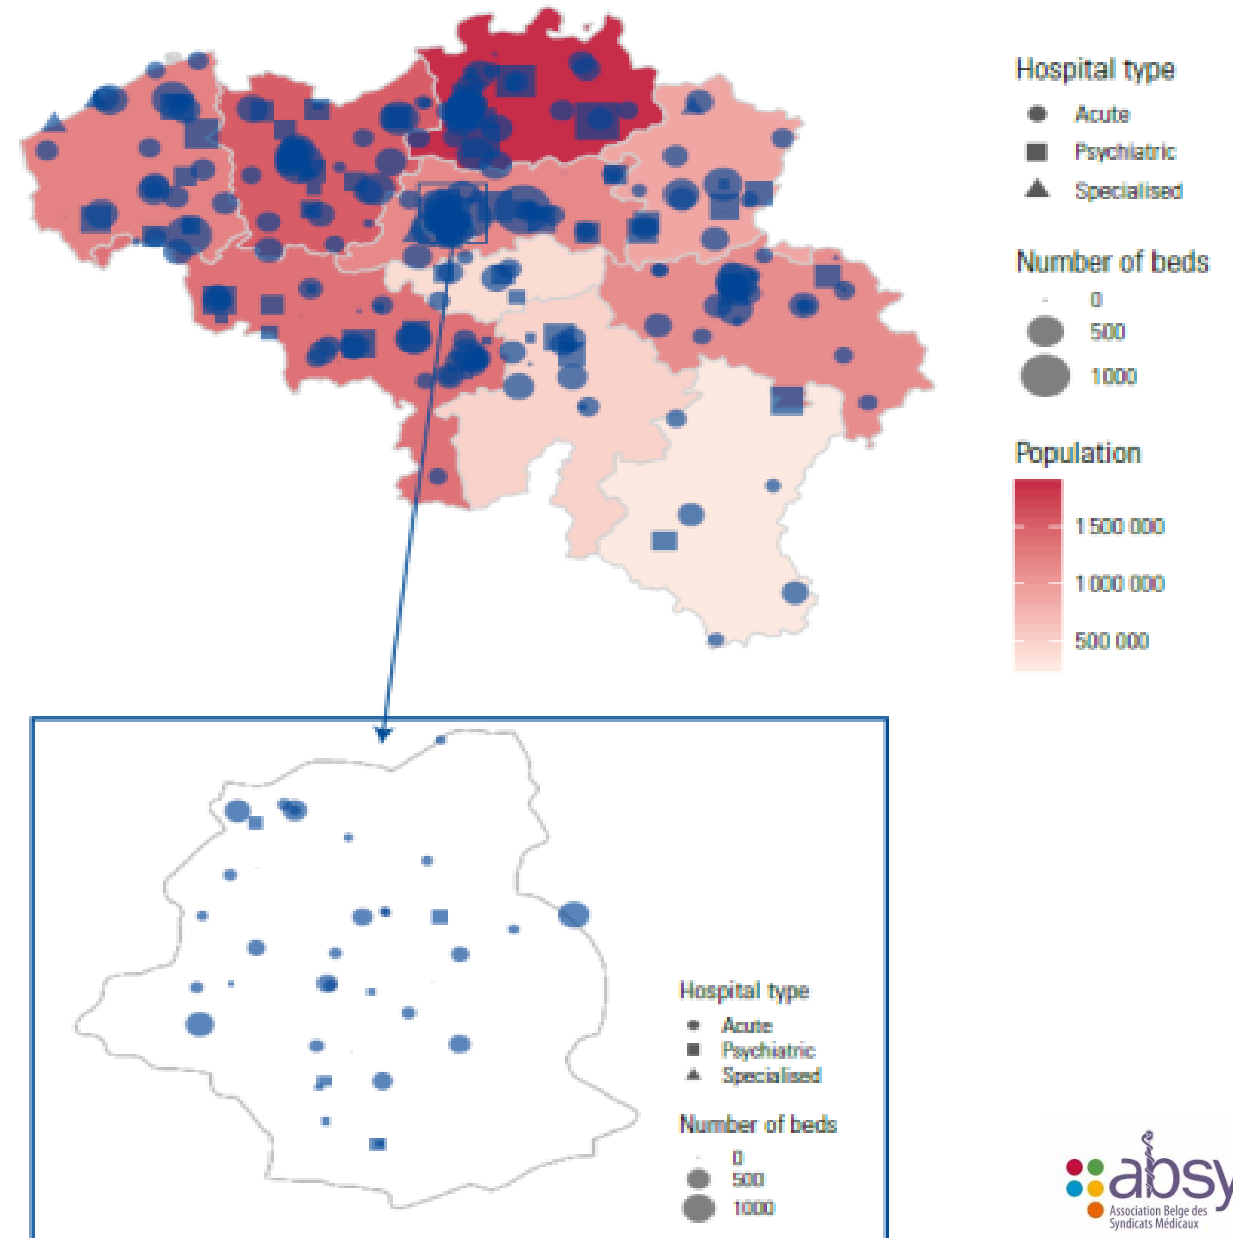 Hospital type
Acute
Psychiatric
Specialised
Number of beds
0
500
1000
Population
1 500 000
1 000 000
500 000
Hospital type
Acute
Psychiatric
Specialised
Number of beds
0
500
1000
absy
Association Belge des
Syndicats Médicaux